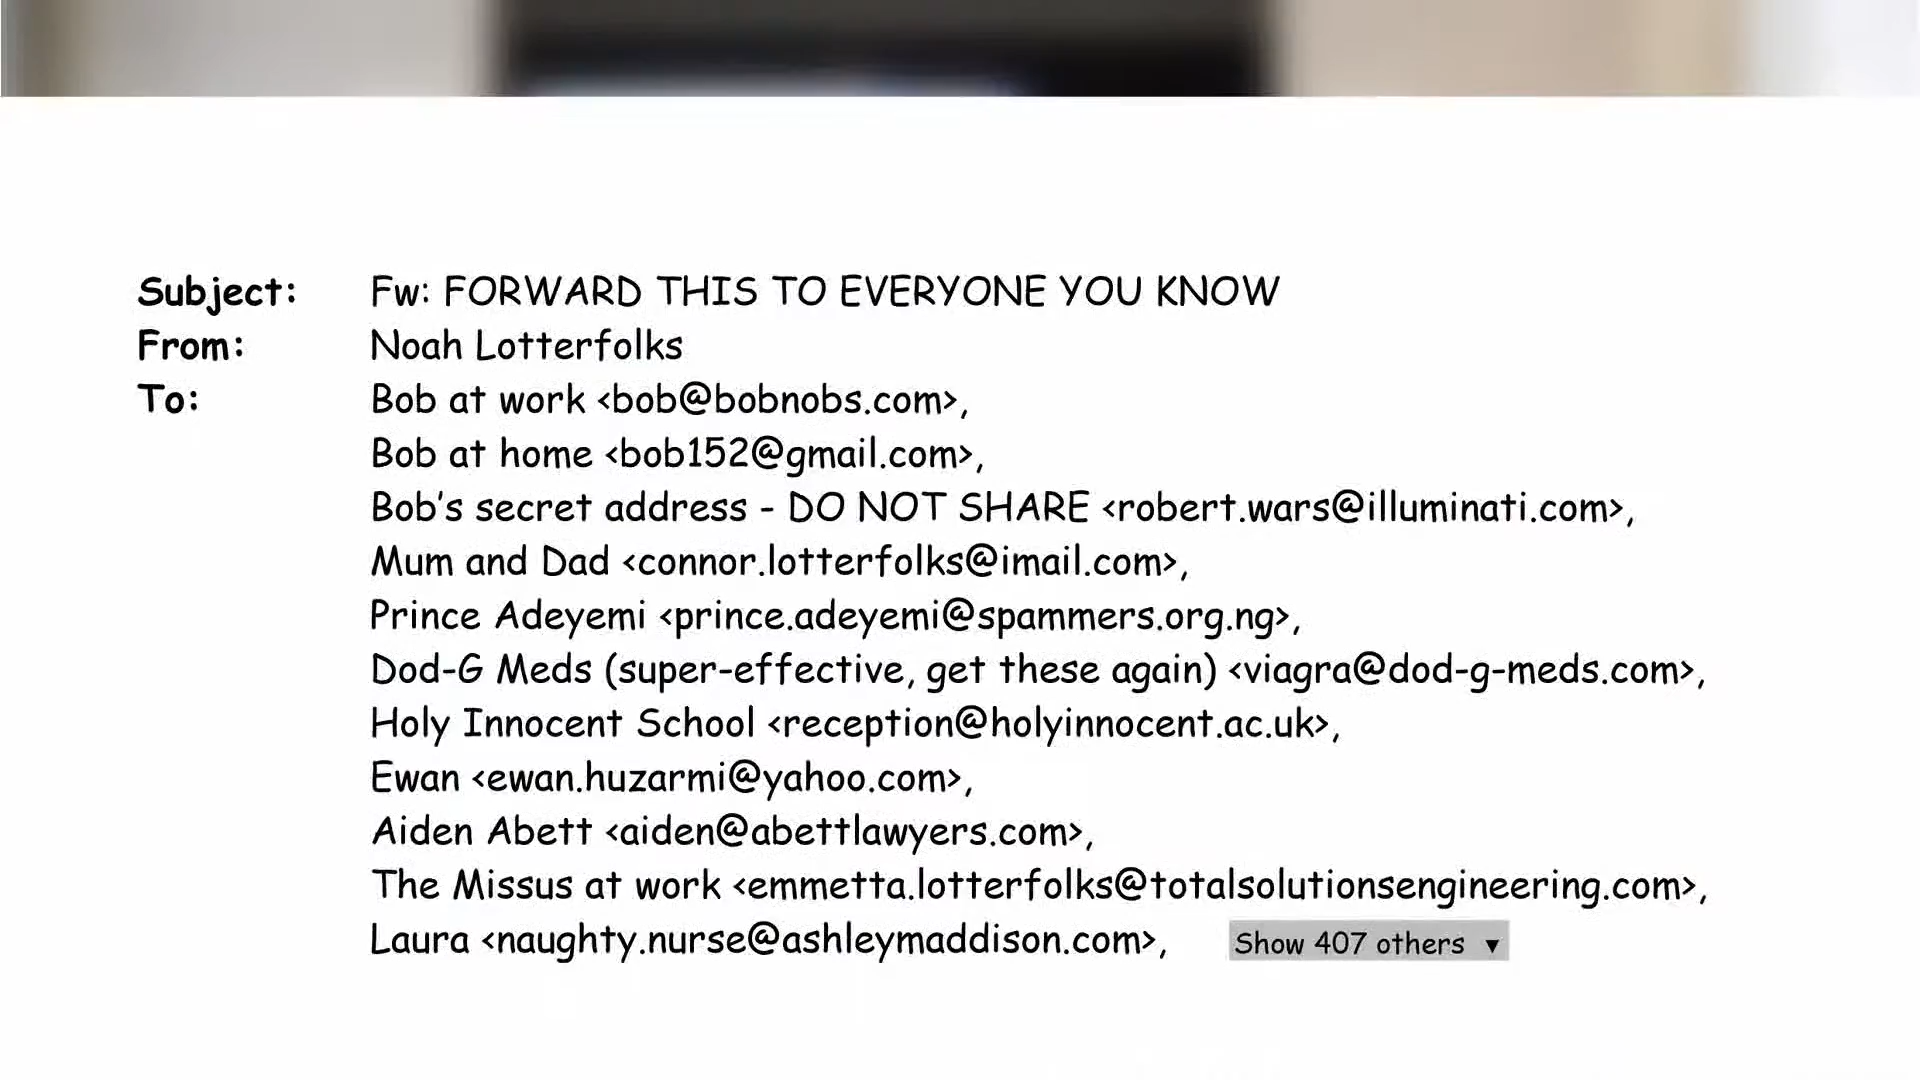 Subject: Fw: FORWARD THIS TO EVERYONE YOU KNOW
From: Noah Lotterfolks
To: Bob at work <bob@bobnobs.com>,
Bob at home <bob152@gmail.com>,
Bob's secret address - DO NOT SHARE <robert.wars@illuminati.com>,
Mum and Dad <connor.lotterfolks@imail.com>,
Prince Adeyemi <prince.adeyemi@spammers.org.ng>,
Dod-G Meds (super-effective, get these again) <viagra@dod-g-meds.com>,
Holy Innocent School <reception@holyinnocent.ac.uk>,
Ewan <ewan.huzarmi@yahoo.com>,
Aiden Abett <aiden@abettlawyers.com>,
The Missus at work <emmetta.lotterfolks@totalsolutionsengineering.com>,
Laura <naughty.nurse@ashleymaddison.com>, Show 407 others ▼